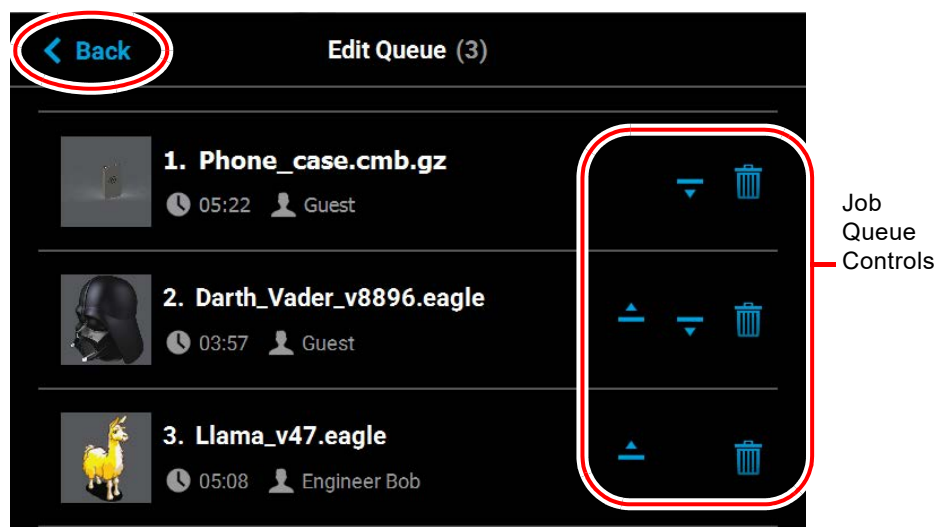 Back
Edit Queue (3)
1. Phone_case.cmb.gz
05:22 Guest
2. Darth_Vader_v8896.eagle
03:57 Guest
3. Llama_v47.eagle
05:08 Engineer Bob
Job
Queue
Controls